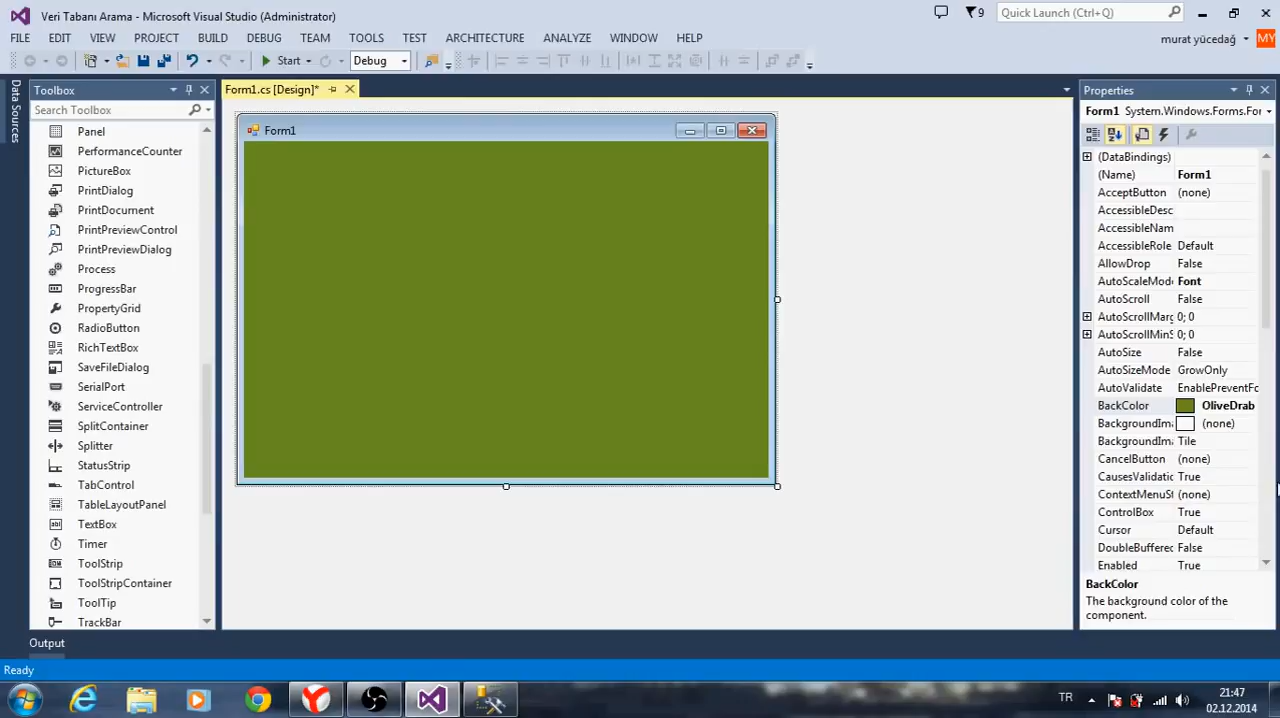 Veri Tabanı Arama - Microsoft Visual Studio (Administrator)
9
Quick Launch (Ctrl+Q)
FILE EDIT VIEW PROJECT BUILD DEBUG TEAM TOOLS TEST ARCHITECTURE ANALYZE WINDOW HELP
murat yücedağ
MY
Start
Debug
Data Sources
Toolbox
Search Toolbox
Panel
PerformanceCounter
PictureBox
PrintDialog
PrintDocument
PrintPreviewControl
PrintPreviewDialog
Process
ProgressBar
PropertyGrid
RadioButton
RichTextBox
SaveFileDialog
SerialPort
ServiceController
SplitContainer
Splitter
StatusStrip
TabControl
TableLayoutPanel
TextBox
Timer
ToolStrip
ToolStripContainer
ToolTip
TrackBar
Form1.cs [Design]*
Form1
Properties
Form1 System.Windows.Forms.For
(DataBindings)
(Name) Form1
AcceptButton (none)
AccessibleDesc
AccessibleNam
AccessibleRole Default
AllowDrop False
AutoScaleMode Font
AutoScroll False
AutoScrollMarg 0; 0
AutoScrollMinS 0; 0
AutoSize False
AutoSizeMode GrowOnly
AutoValidate EnablePreventFo
BackColor OliveDrab
BackgroundIma (none)
BackgroundIma Tile
CancelButton (none)
CausesValidatic True
ContextMenuSt (none)
ControlBox True
Cursor Default
DoubleBuffered False
Enabled True
BackColor
The background color of the
component.
Output
Ready
TR
21:47
02.12.2014